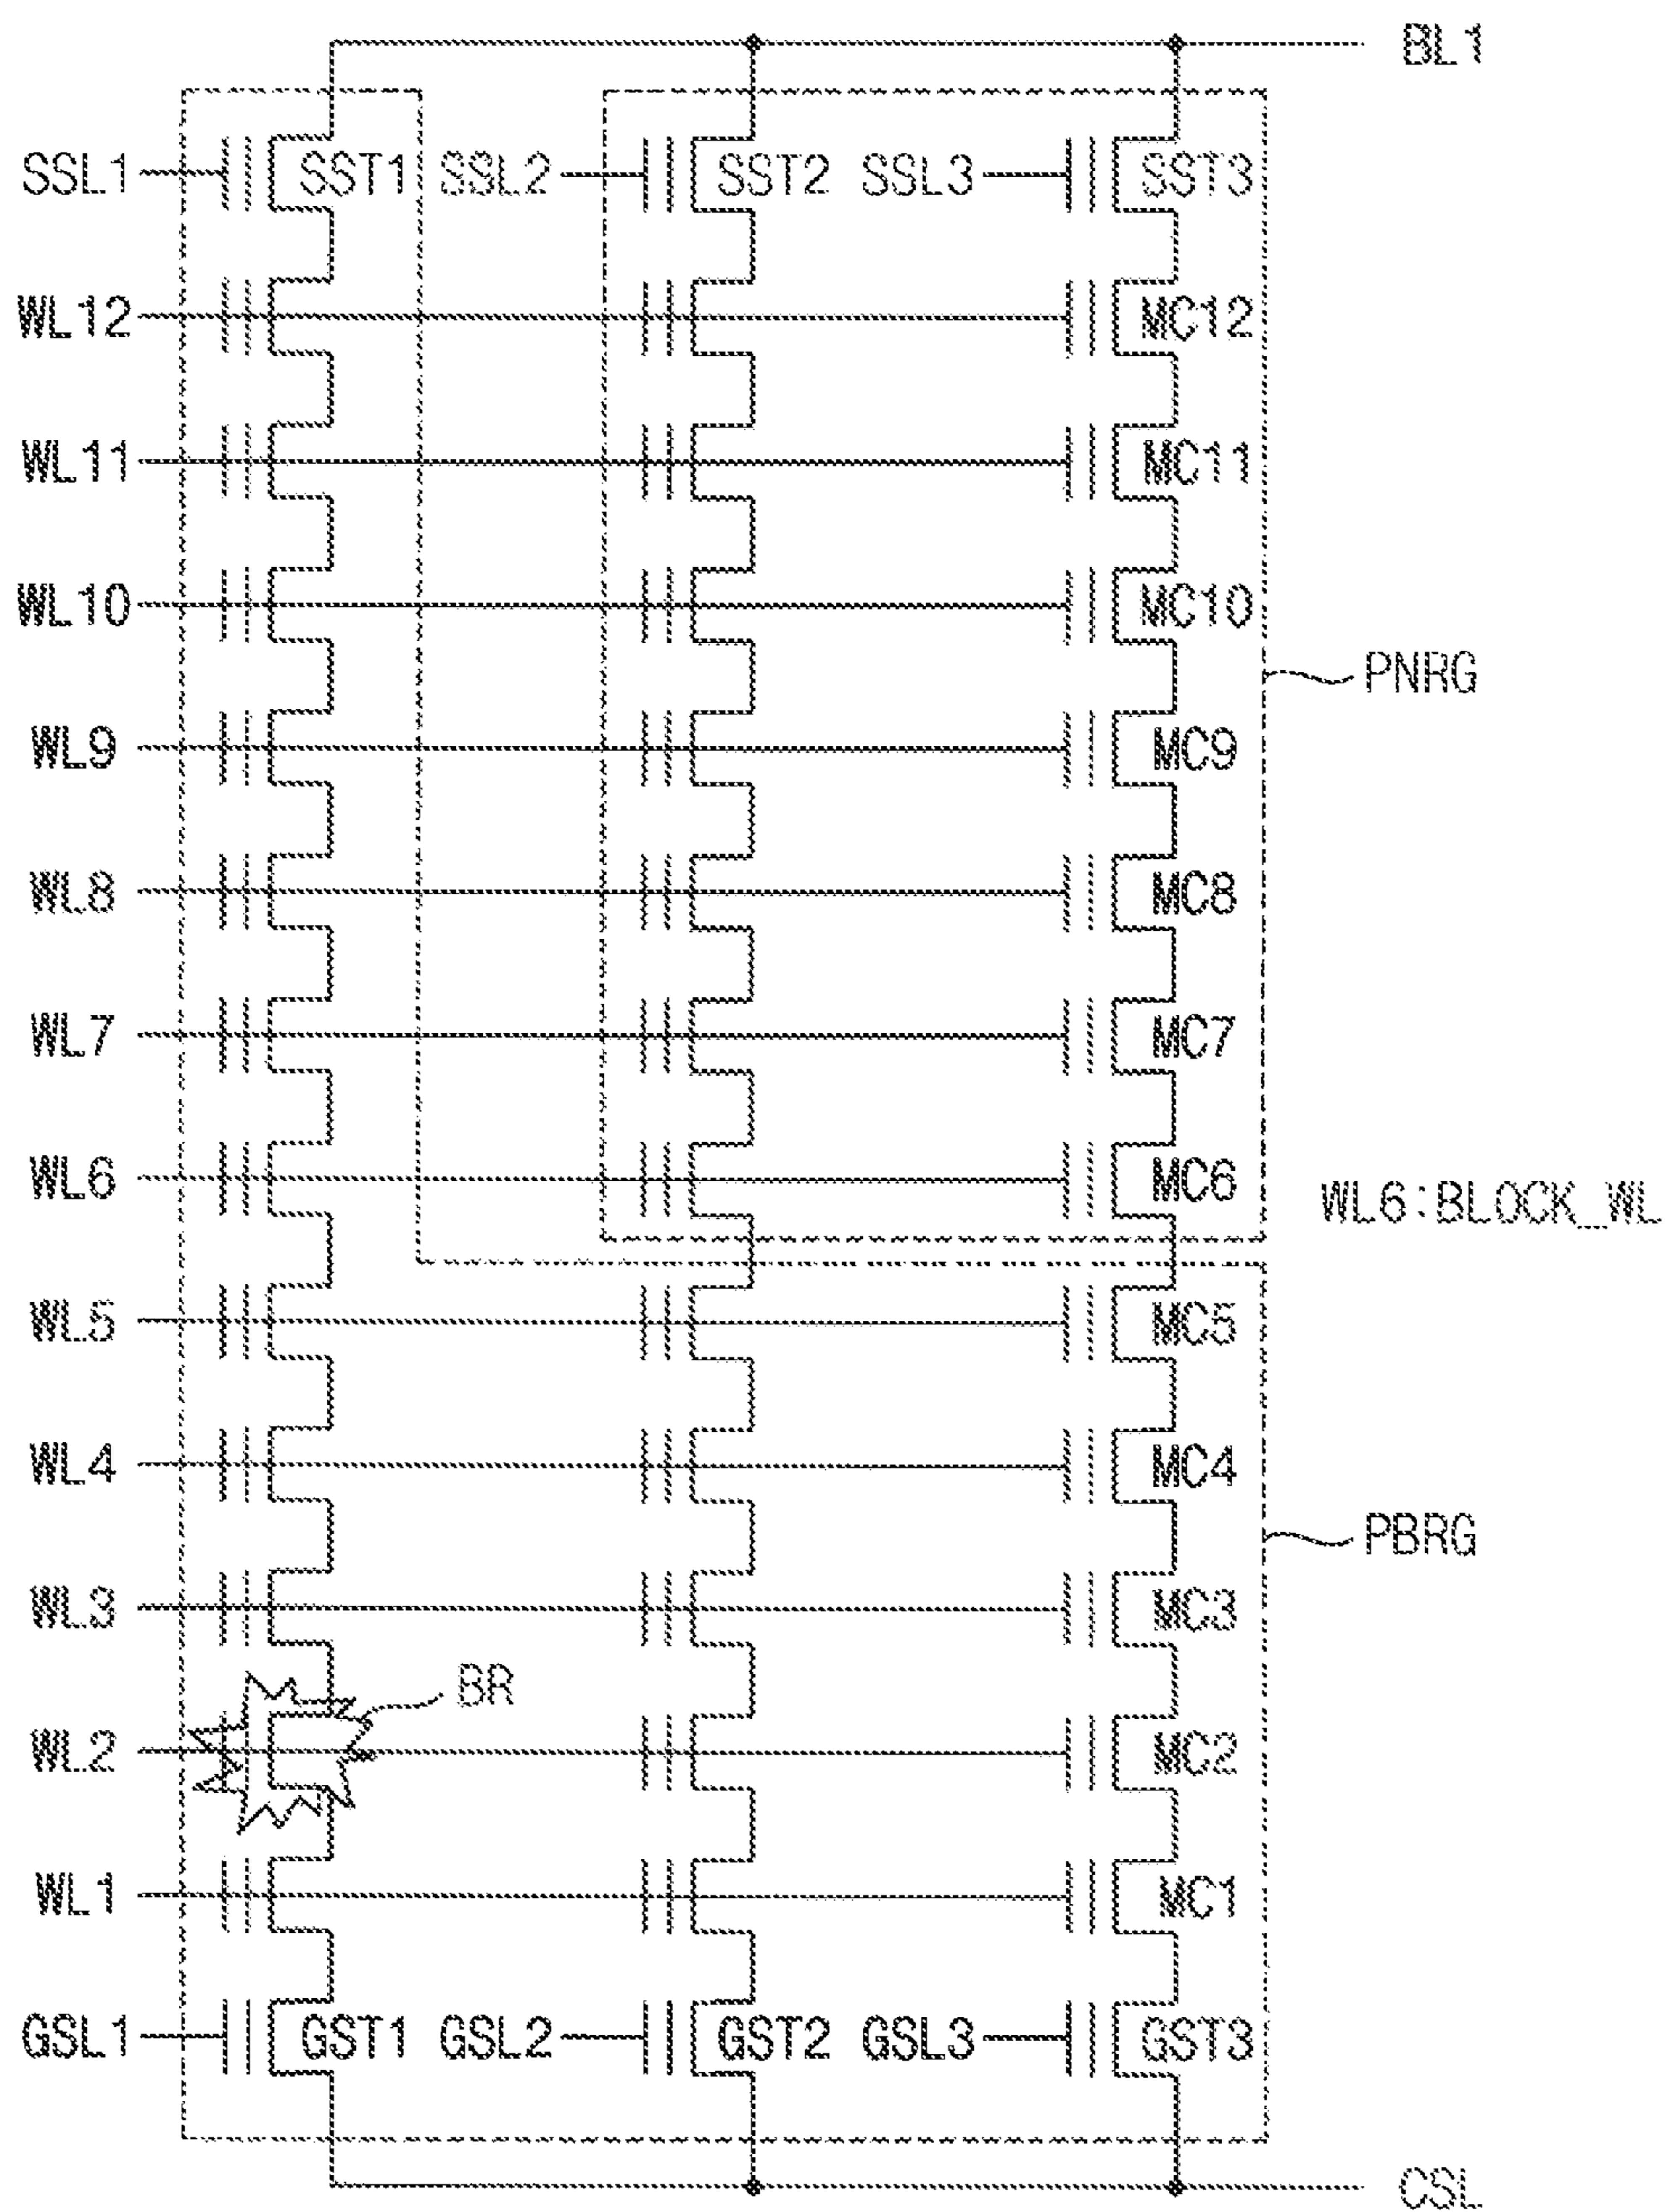 BL1
SSL1 SST1 SSL2 SST2 SSL3 SST3
WL12 MC12
WL11 MC11
WL10 MC10
PNRG
WL9 MC9
WL8 MC8
WL7 MC7
WL6 MC6
WL6:BLOCK_WL
WL5 MC5
WL4 MC4
PBRG
WL3 MC3
BR
WL2 MC2
WL1 MC1
GSL1 GST1 GSL2 GST2 GSL3 GST3
CSL